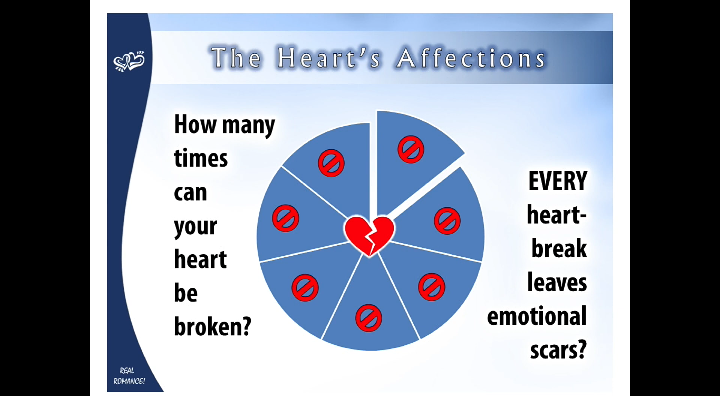 The Heart's Affections
How many
times
can
your
heart
be
broken?
EVERY
heart-
break
leaves
emotional
scars?
REAL
ROMANCE!